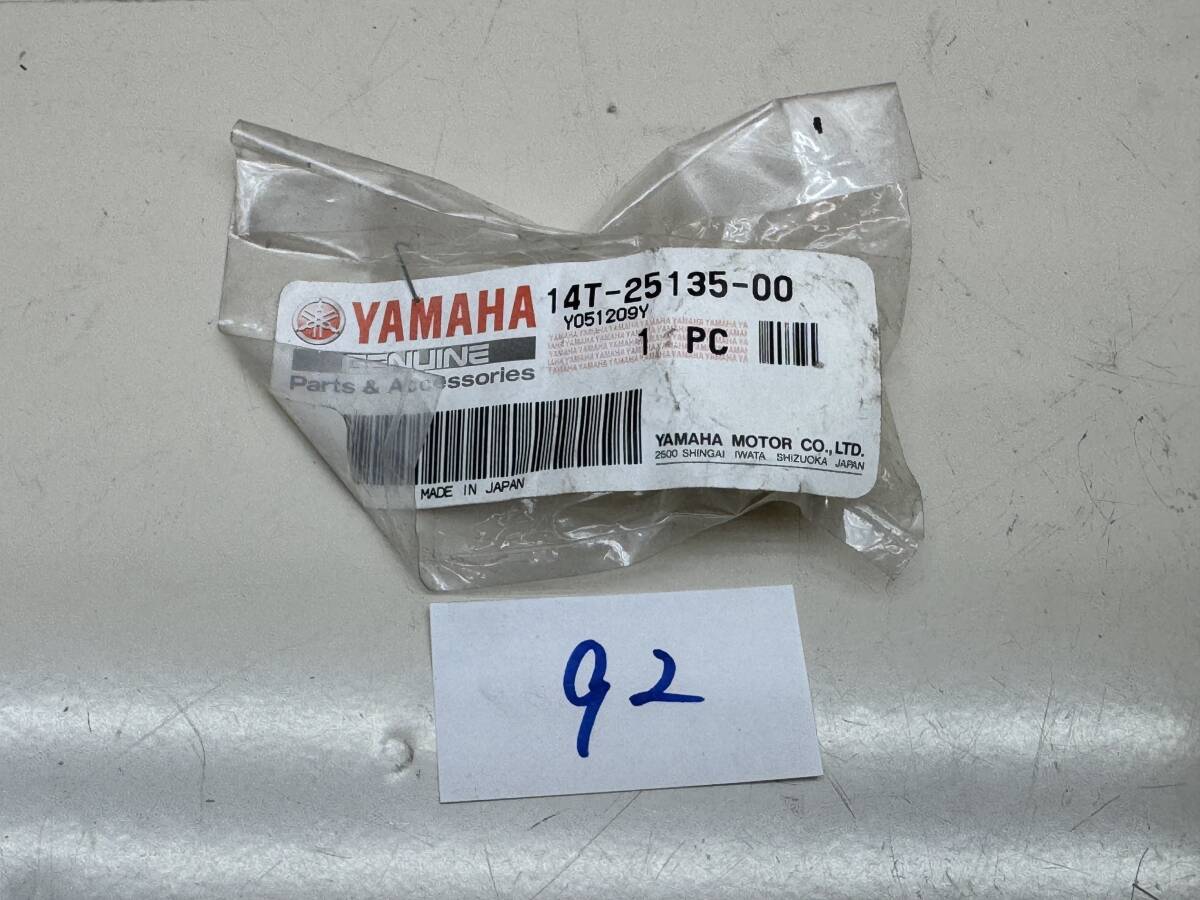 YAMAHA 14T-25135-00
Y051209Y
GENUINE 1 PC
Parts & Accessories
YAMAHA MOTOR CO.,LTD.
2500 SHINGAI IWATA SHIZUOKA JAPAN
MADE IN JAPAN
92